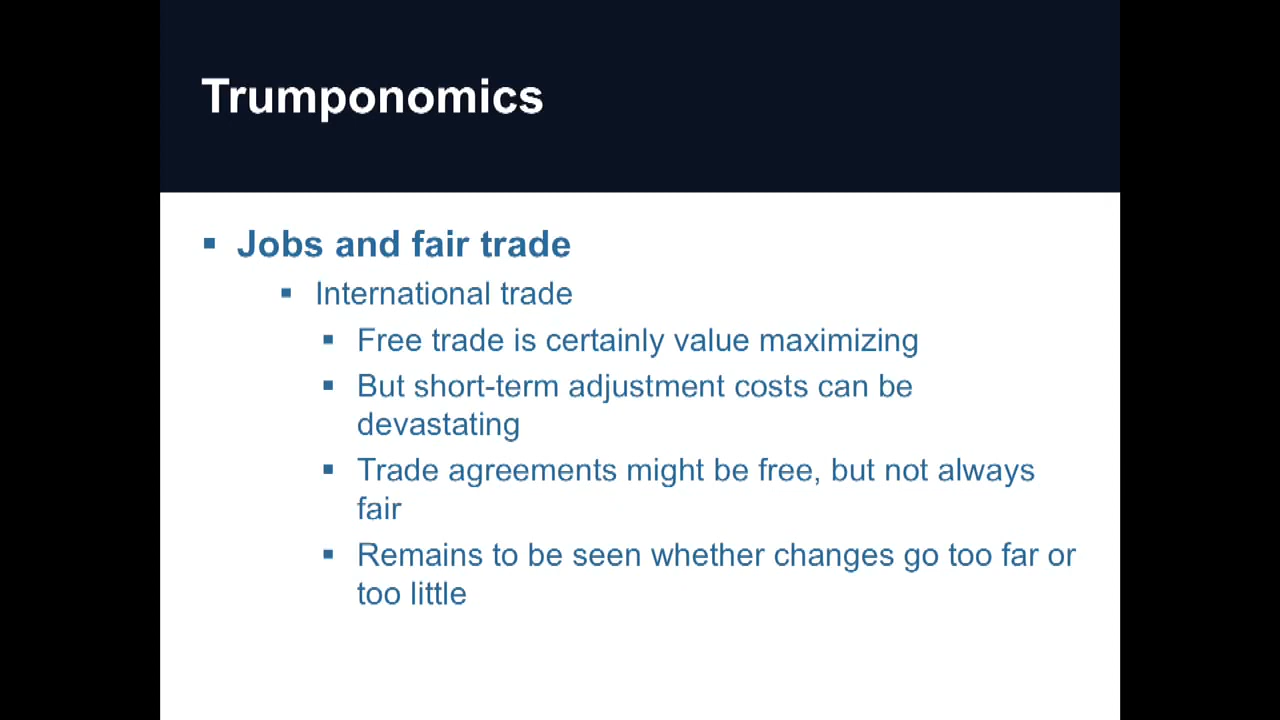 Trumponomics
Jobs and fair trade
International trade
Free trade is certainly value maximizing
But short-term adjustment costs can be
devastating
Trade agreements might be free, but not always
fair
Remains to be seen whether changes go too far or
too little